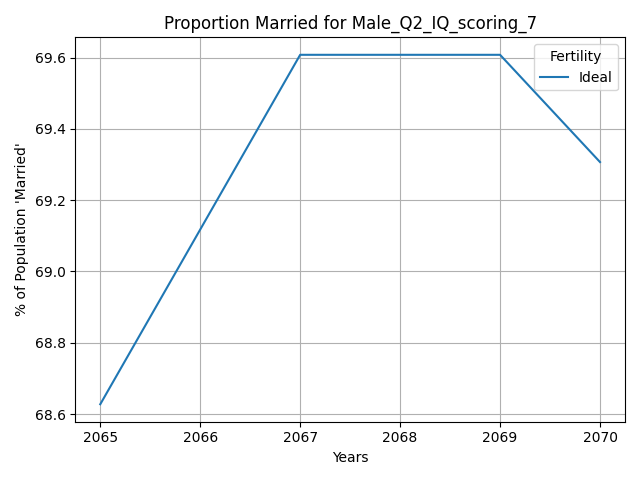 Proportion Married for Male_Q2_IQ_scoring_7
% of Population 'Married'
69.6
69.4
69.2
69.0
68.8
68.6
Fertility
Ideal
2065 2066 2067 2068 2069 2070
Years